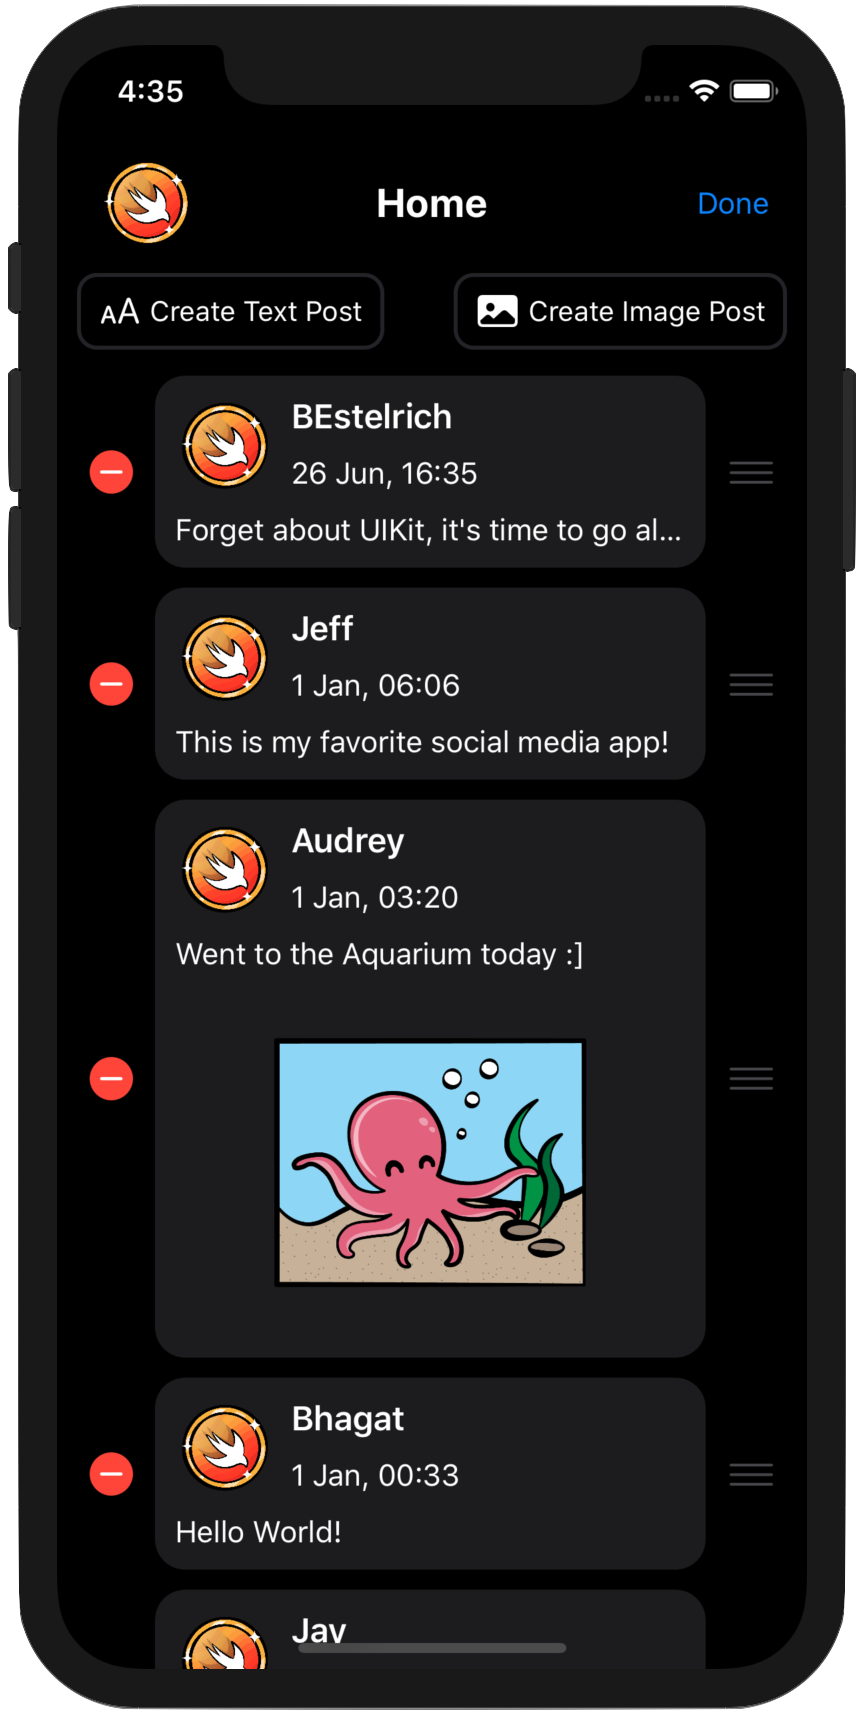 4:35
Home
Done
AA Create Text Post
Create Image Post
BEstelrich
26 Jun, 16:35
Forget about UIKit, it's time to go al...
Jeff
1 Jan, 06:06
This is my favorite social media app!
Audrey
1 Jan, 03:20
Went to the Aquarium today :]
Bhagat
1 Jan, 00:33
Hello World!
Jay